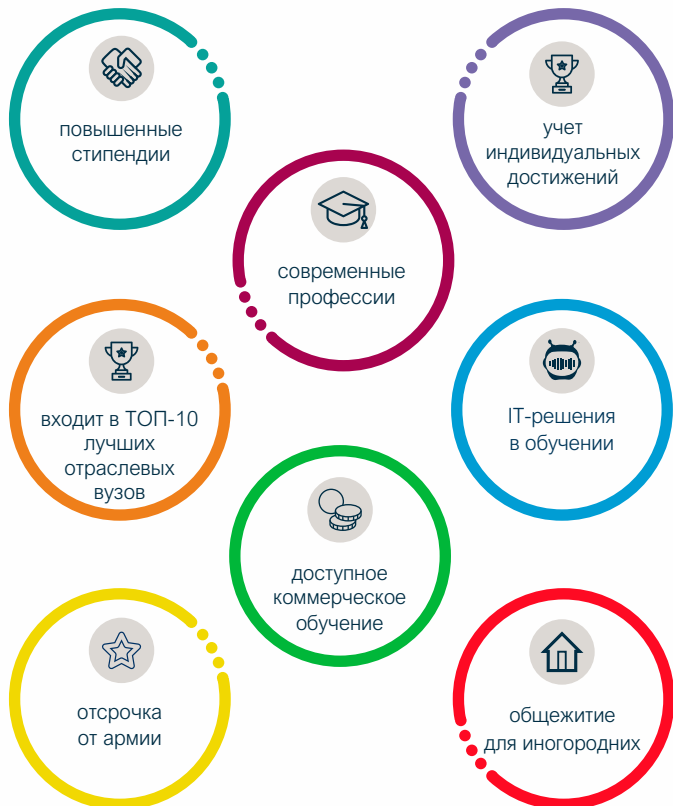 повышенные
стипендии
учет
индивидуальных
достижений
современные
профессии
входит в ТОП-10
лучших
отраслевых
вузов
IT-решения
в обучении
доступное
коммерческое
обучение
отсрочка
от армии
общежитие
для иногородних